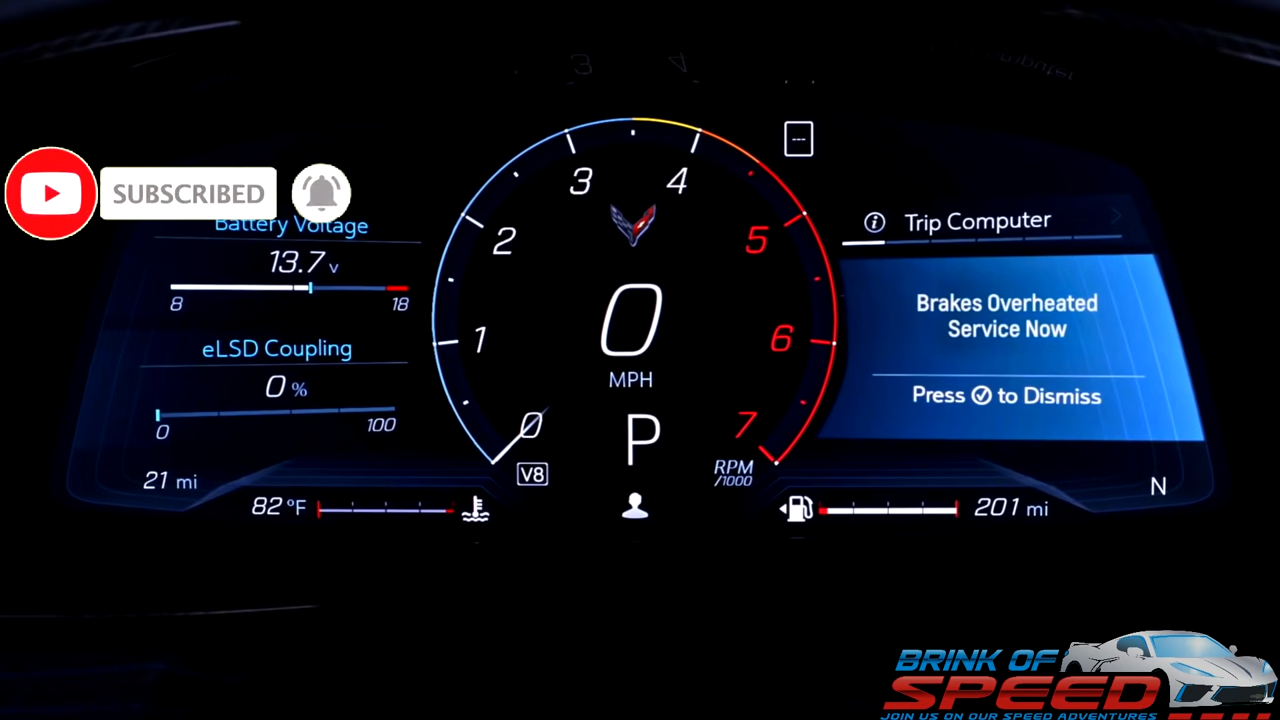 3 4
SUBSCRIBED
Battery Voltage
13.7 v
8 18
eLSD Coupling
0 %
0 100
21 mi
82 °F
0
1
2
3
4
5
6
7
0
MPH
P
V8
RPM
/1000
---
i Trip Computer
Brakes Overheated
Service Now
Press ✓ to Dismiss
N
201 mi
BRINK OF
SPEED
JOIN US ON OUR SPEED ADVENTURES